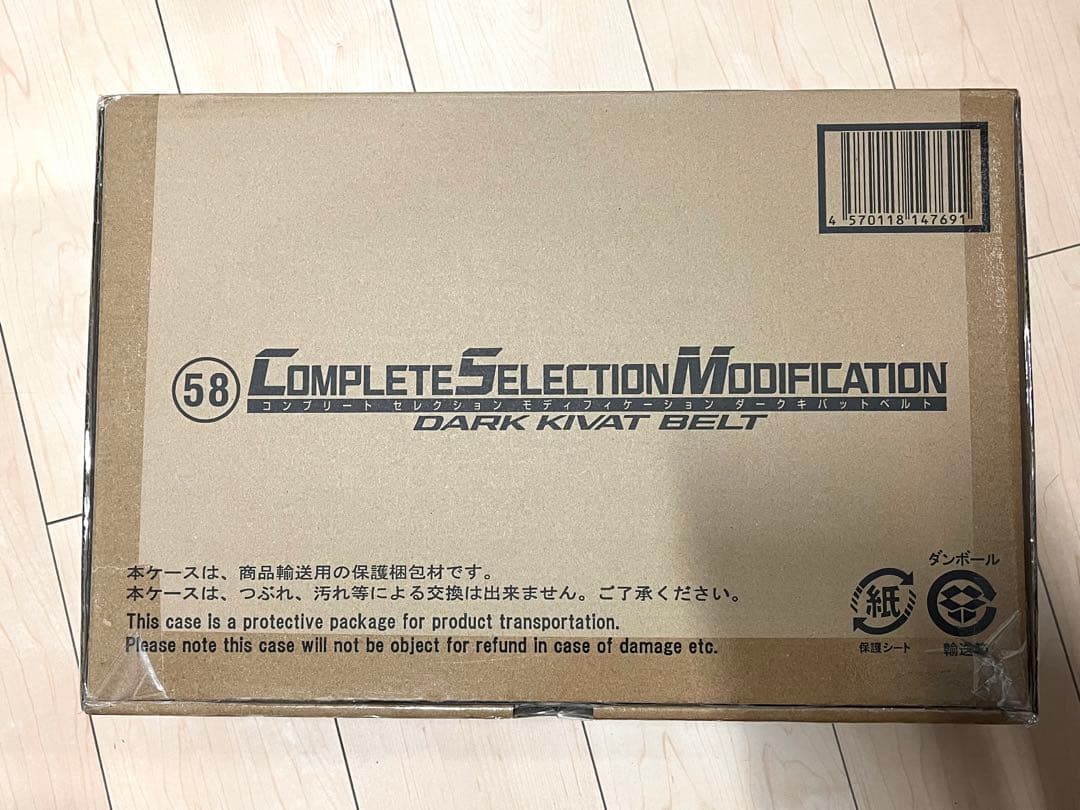 4 570118 147691
58 COMPLETE SELECTION MODIFICATION
コンプリート セレクション モディフィケーション ダークキバットベルト
DARK KIVAT BELT
本ケースは、商品輸送用の保護梱包材です。
本ケースは、つぶれ、汚れ等による交換は出来ません。ご了承ください。
This case is a protective package for product transportation.
Please note this case will not be object for refund in case of damage etc.
紙
保護シート
ダンボール